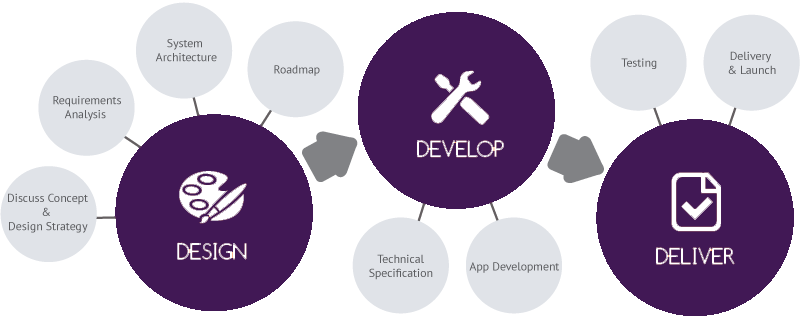 System
Architecture
Roadmap
Requirements
Analysis
Discuss Concept
&
Design Strategy
DESIGN
DEVELOP
Technical
Specification
App Development
Testing
Delivery
& Launch
DELIVER